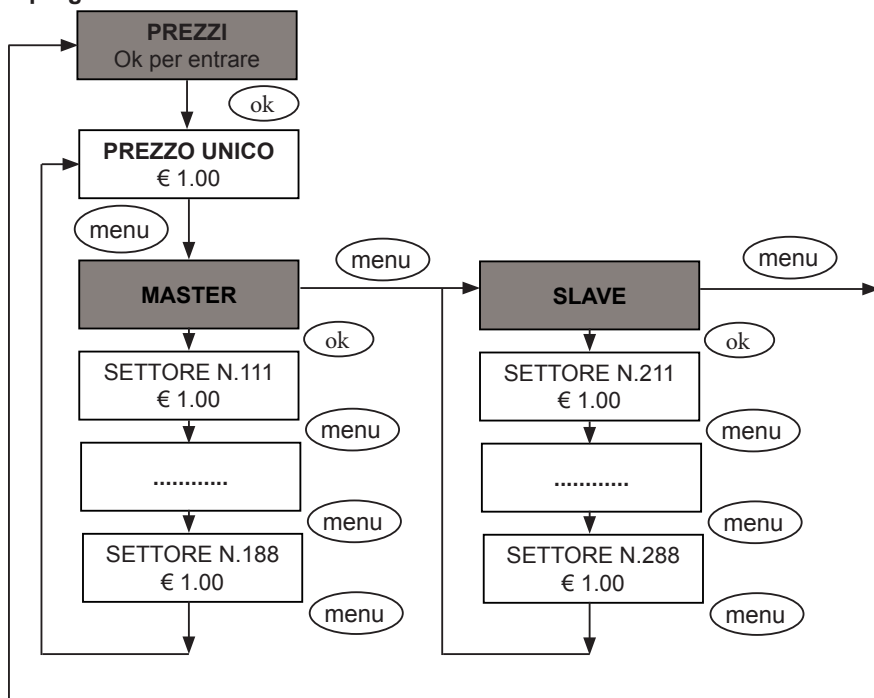 PREZZI
Ok per entrare
ok
PREZZO UNICO
€ 1.00
menu
MASTER
menu
SLAVE
menu
ok
SETTORE N.111
€ 1.00
menu
............
menu
SETTORE N.188
€ 1.00
menu
ok
SETTORE N.211
€ 1.00
menu
............
menu
SETTORE N.288
€ 1.00
menu